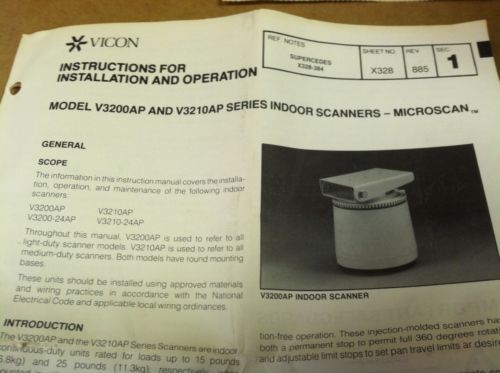 VICON
INSTRUCTIONS FOR
INSTALLATION AND OPERATION
REF. NOTES
SUPERCEDES
X328-384
SHEET NO.
X328
REV.
885
SEC.
1
MODEL V3200AP AND V3210AP SERIES INDOOR SCANNERS – MICROSCAN™
GENERAL
SCOPE
The information in this instruction manual covers the installa-
tion, operation, and maintenance of the following indoor
scanners:
V3200AP V3210AP
V3200-24AP V3210-24AP
Throughout this manual, V3200AP is used to refer to all
light-duty scanner models. V3210AP is used to refer to all
medium-duty scanners. Both models have round mounting
bases.
These units should be installed using approved materials
and wiring practices in accordance with the National
Electrical Code and applicable local wiring ordinances.
INTRODUCTION
The V3200AP and the V3210AP Series Scanners are indoor,
continuous-duty units rated for loads up to 15 pounds
(6.8kg) and 25 pounds (11.3kg), respectively,
V3200AP INDOOR SCANNER
tion-free operation. These injection-molded scanners have
both a permanent stop to permit full 360 degrees rotat
and adjustable limit stops to set pan travel limits as desire